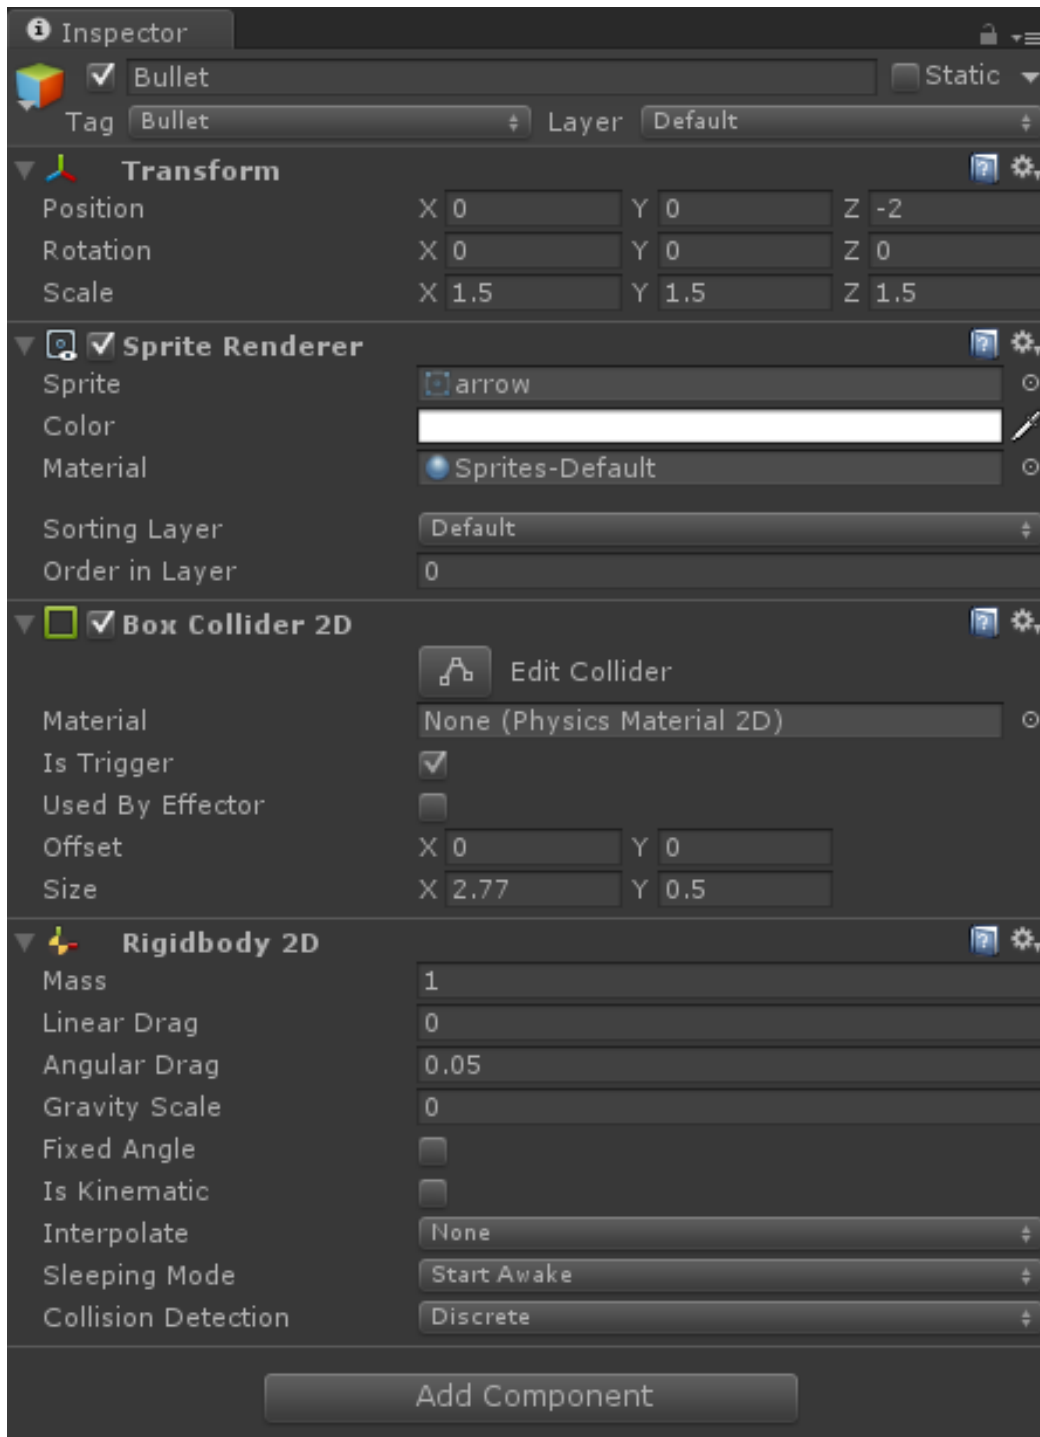 Inspector
Bullet Static
Tag Bullet Layer Default
Transform
Position X 0 Y 0 Z -2
Rotation X 0 Y 0 Z 0
Scale X 1.5 Y 1.5 Z 1.5
Sprite Renderer
Sprite arrow
Color
Material Sprites-Default
Sorting Layer Default
Order in Layer 0
Box Collider 2D
Edit Collider
Material None (Physics Material 2D)
Is Trigger
Used By Effector
Offset X 0 Y 0
Size X 2.77 Y 0.5
Rigidbody 2D
Mass 1
Linear Drag 0
Angular Drag 0.05
Gravity Scale 0
Fixed Angle
Is Kinematic
Interpolate None
Sleeping Mode Start Awake
Collision Detection Discrete
Add Component